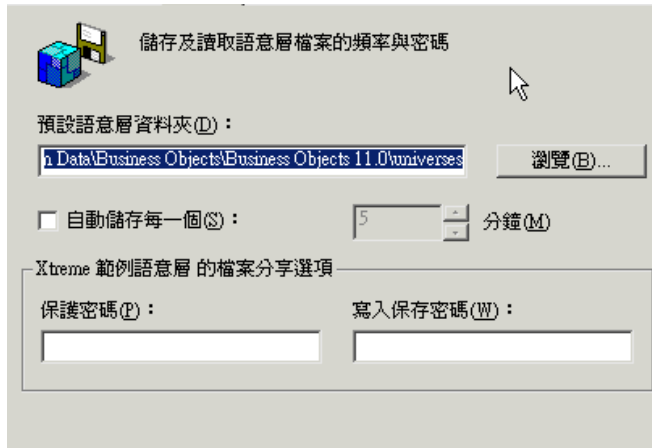 儲存及讀取語意層檔案的頻率與密碼
預設語意層資料夾(D)：
n Data\Business Objects\Business Objects 11.0\universes
瀏覽(B)...
自動儲存每一個(S)：
5
分鐘(M)
Xtreme 範例語意層 的檔案分享選項
保護密碼(P)：
寫入保存密碼(W)：